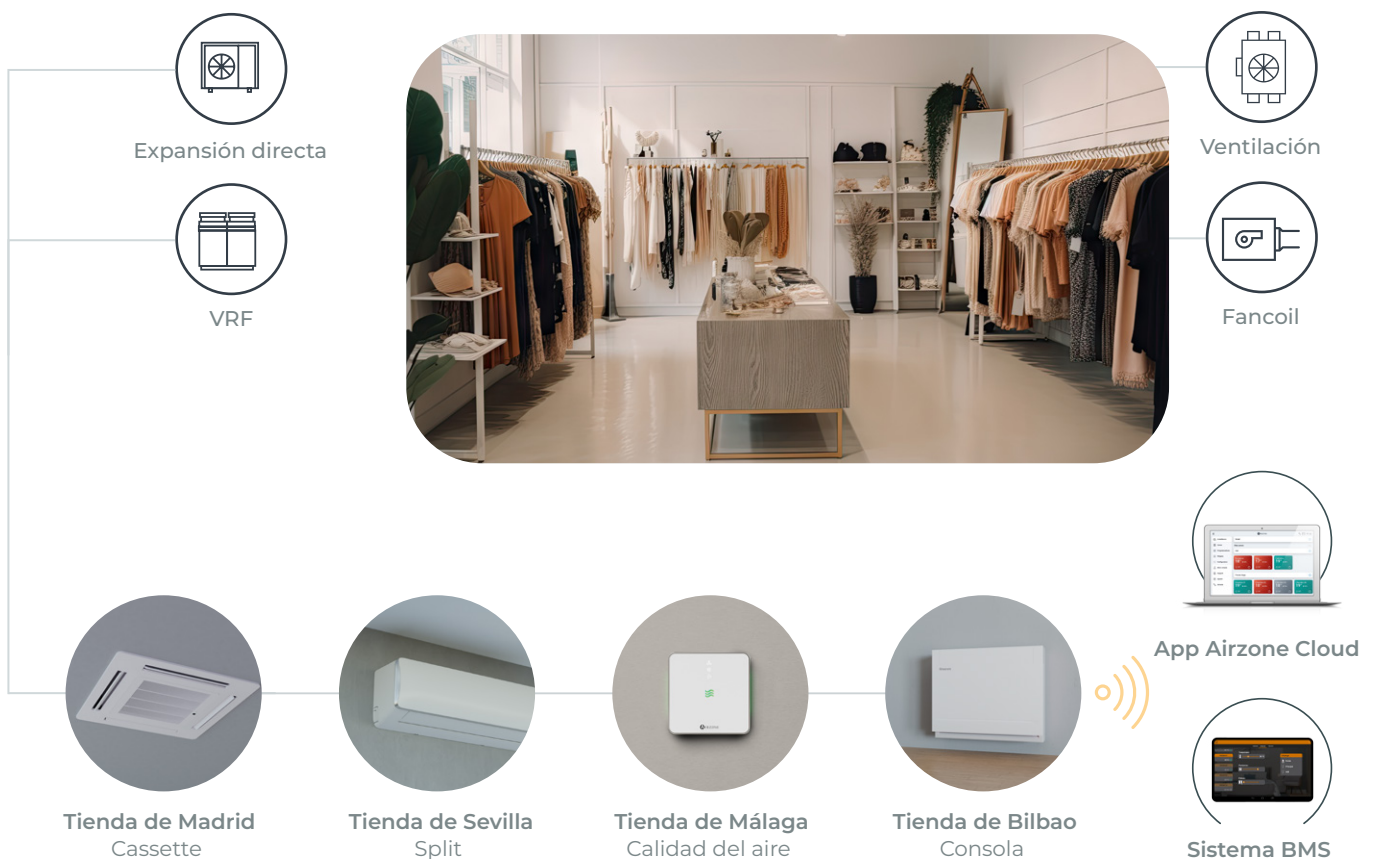 Expansión directa
Ventilación
VRF
Fancoil
App Airzone Cloud
Tienda de Madrid
Cassette
Tienda de Sevilla
Split
Tienda de Málaga
Calidad del aire
Tienda de Bilbao
Consola
Sistema BMS